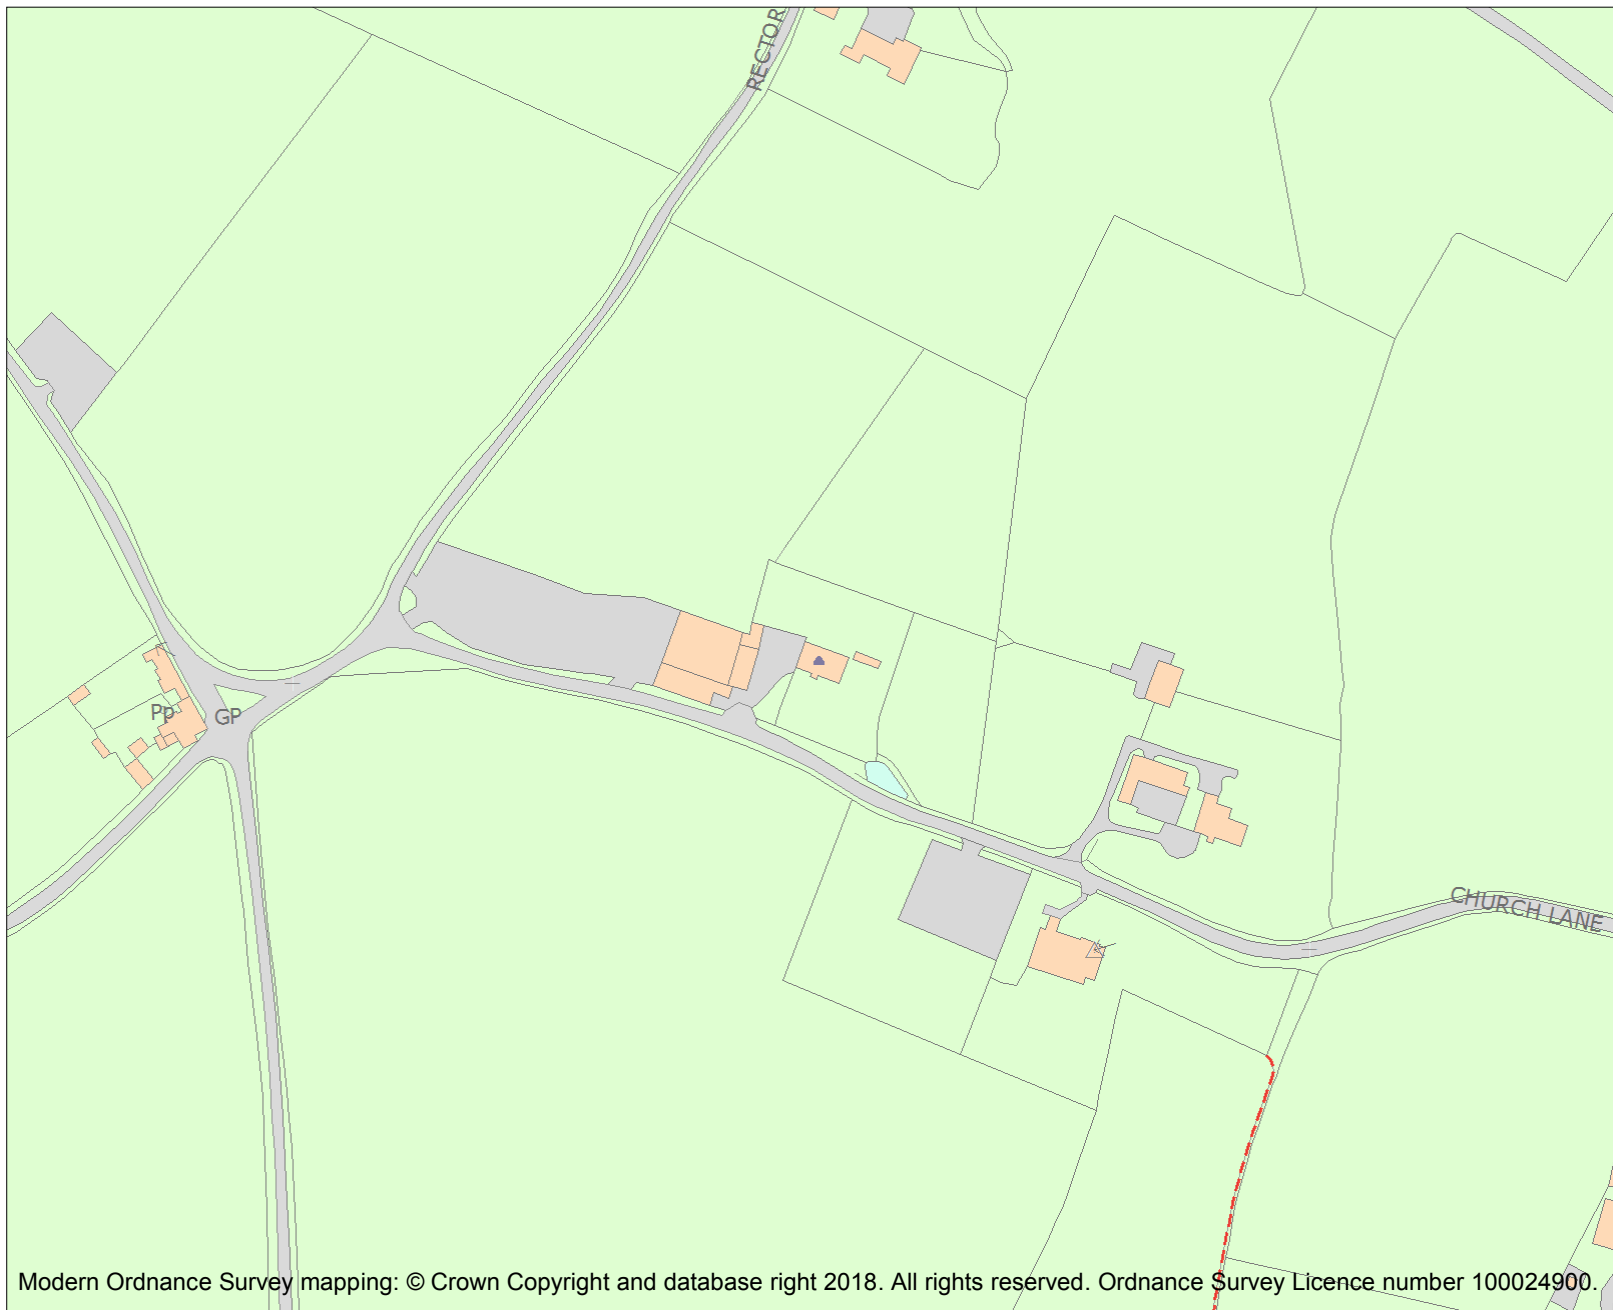 RECTOR
Pp
GP
CHURCH LANE
Modern Ordnance Survey mapping: © Crown Copyright and database right 2018. All rights reserved. Ordnance Survey Licence number 100024900.